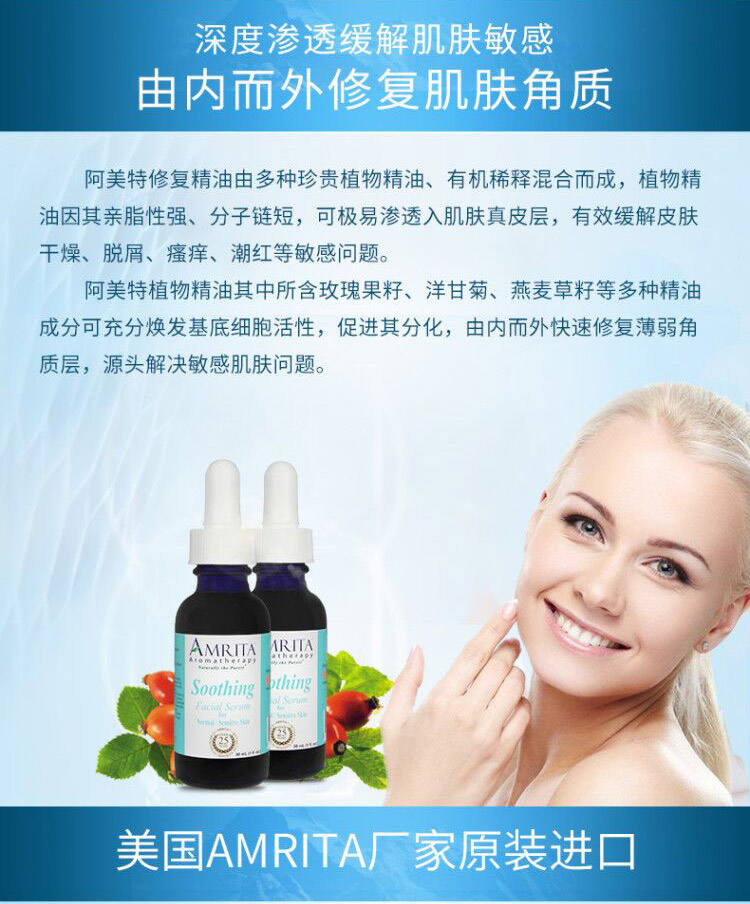 深度渗透缓解肌肤敏感
由内而外修复肌肤角质
阿美特修复精油由多种珍贵植物精油、有机稀释混合而成，植物精
油因其亲脂性强、分子链短，可极易渗透入肌肤真皮层，有效缓解皮肤
干燥、脱屑、瘙痒、潮红等敏感问题。
阿美特植物精油其中所含玫瑰果籽、洋甘菊、燕麦草籽等多种精油
成分可充分焕发基底细胞活性，促进其分化，由内而外快速修复薄弱角
质层，源头解决敏感肌肤问题。
AMRITA
Aromatherapy
Naturally the Purest
Soothing
Facial Serum
For
Normal / Sensitive Skin
25
美国AMRITA厂家原装进口